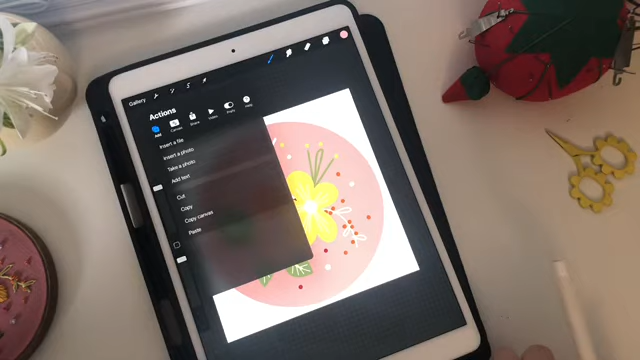 Gallery
Actions
Add
Canvas
Share
Video
Prefs
Help
Insert a file
Insert a photo
Take a photo
Add text
Cut
Copy
Copy canvas
Paste